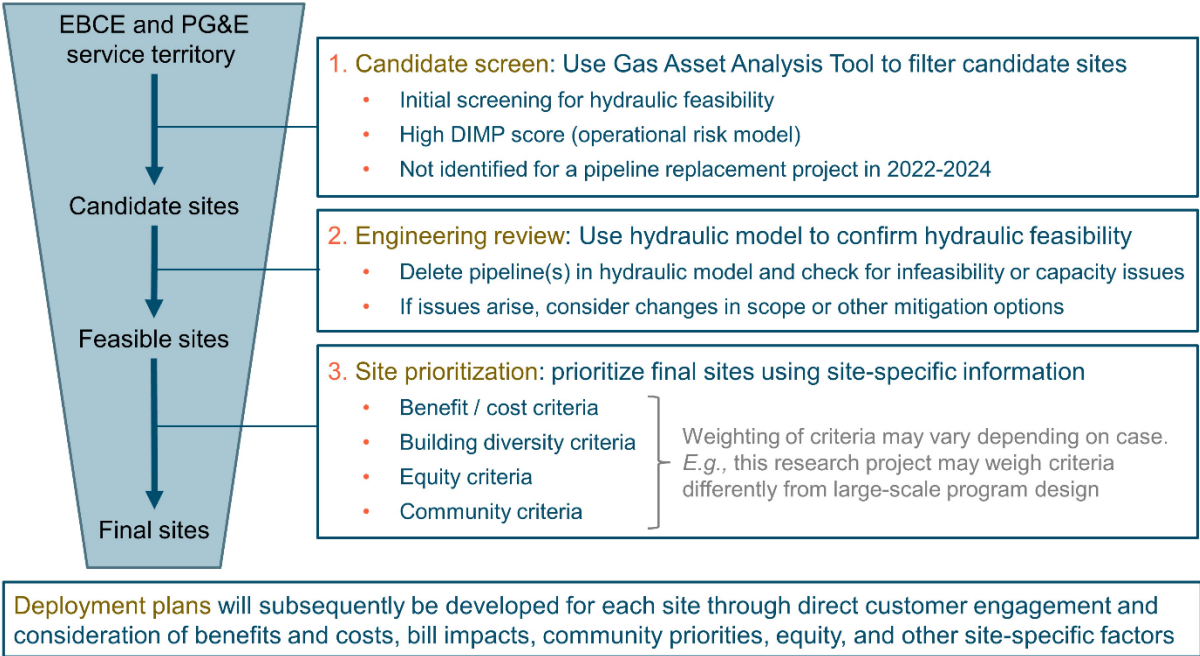 EBCE and PG&E
service territory
Candidate sites
Feasible sites
Final sites
1. Candidate screen: Use Gas Asset Analysis Tool to filter candidate sites
• Initial screening for hydraulic feasibility
• High DIMP score (operational risk model)
• Not identified for a pipeline replacement project in 2022-2024
2. Engineering review: Use hydraulic model to confirm hydraulic feasibility
• Delete pipeline(s) in hydraulic model and check for infeasibility or capacity issues
• If issues arise, consider changes in scope or other mitigation options
3. Site prioritization: prioritize final sites using site-specific information
• Benefit / cost criteria
• Building diversity criteria
• Equity criteria
• Community criteria
Weighting of criteria may vary depending on case.
E.g., this research project may weigh criteria
differently from large-scale program design
Deployment plans will subsequently be developed for each site through direct customer engagement and
consideration of benefits and costs, bill impacts, community priorities, equity, and other site-specific factors